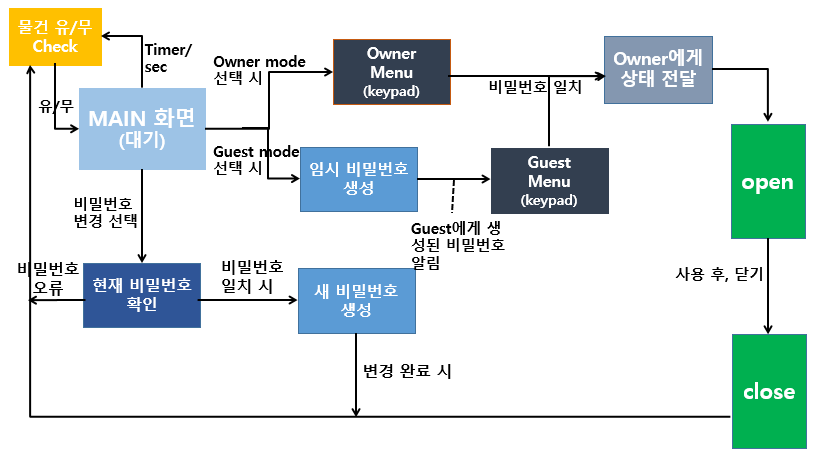 물건 유/무
Check
Timer/
sec
유/무
MAIN 화면
(대기)
Owner mode
선택 시
Owner
Menu
(keypad)
비밀번호 일치
Owner에게
상태 전달
Guest mode
선택 시
임시 비밀번호
생성
Guest
Menu
(keypad)
Guest에게 생
성된 비밀번호
알림
open
비밀번호
변경 선택
비밀번호
오류
현재 비밀번호
확인
비밀번호
일치 시
새 비밀번호
생성
사용 후, 닫기
변경 완료 시
close